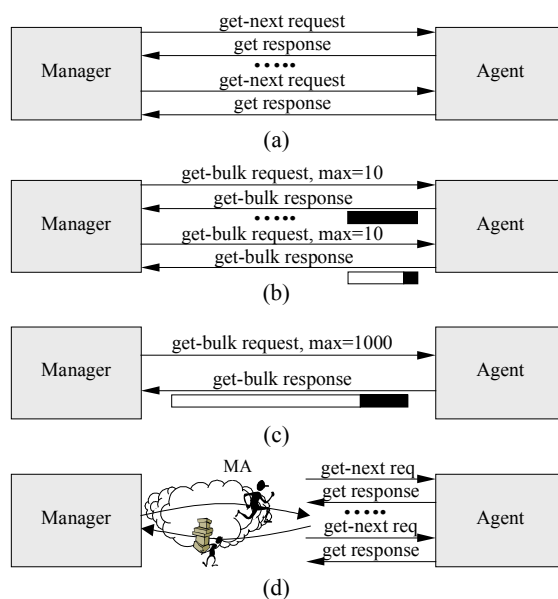 get-next request
get response
Manager
Agent
get-next request
get response
(a)
get-bulk request, max=10
get-bulk response
Manager
Agent
get-bulk request, max=10
get-bulk response
(b)
get-bulk request, max=1000
Manager
Agent
get-bulk response
(c)
MA
get-next req
get response
Manager
Agent
get-next req
get response
(d)